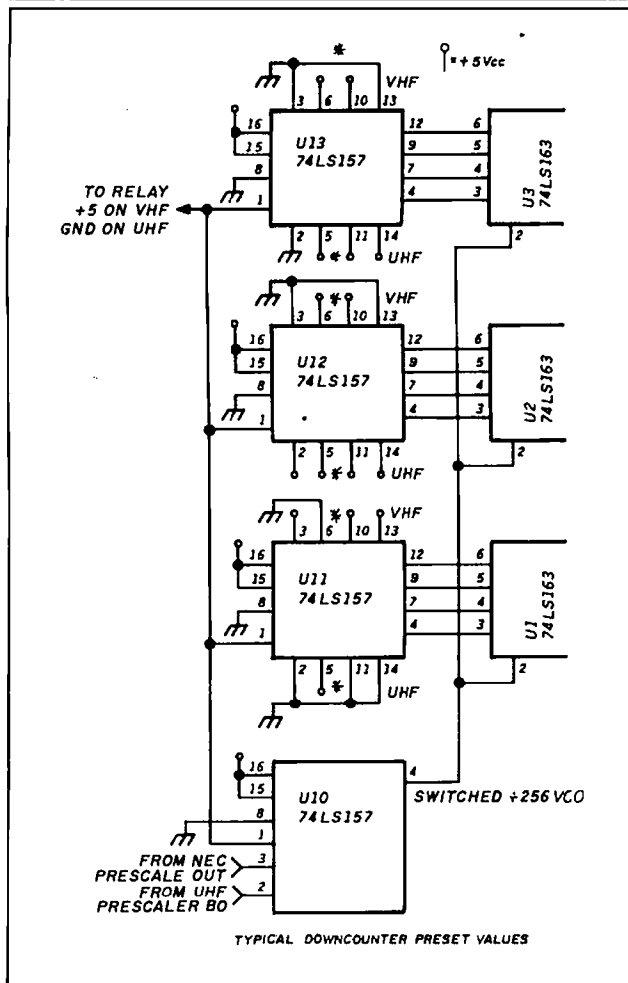 *
= +5Vcc
VHF
3 6 10 13
16
15
8
1
U13
74LS157
12
9
7
4
6
5
4
3
U3
74LS163
2
TO RELAY
+5 ON VHF
GND ON UHF
2 5 11 14
*
UHF
VHF
*
3 6 10 13
16
15
8
1
U12
74LS157
12
9
7
4
6
5
4
3
U2
74LS163
2
2 5 11 14
*
UHF
*
VHF
3 6 10 13
16
15
8
1
U11
74LS157
12
9
7
4
6
5
4
3
U1
74LS163
2
2 5 11 14
*
UHF
16
15
8
1
3
2
U10
74LS157
4
SWITCHED ÷256 VCO
FROM NEC
PRESCALE OUT
FROM UHF
PRESCALER BO
TYPICAL DOWNCOUNTER PRESET VALUES